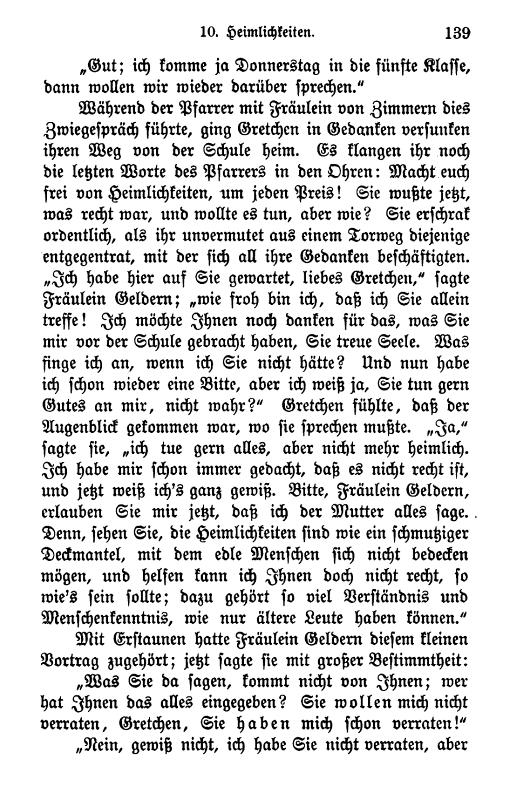 10. Heimlichkeiten. 139
„Gut; ich komme ja Donnerstag in die fünfte Klasse,
dann wollen wir wieder darüber sprechen.“
Während der Pfarrer mit Fräulein von Zimmern dies
Zwiegespräch führte, ging Gretchen in Gedanken versunken
ihren Weg von der Schule heim. Es klangen ihr noch
die letzten Worte des Pfarrers in den Ohren: Macht euch
frei von Heimlichkeiten, um jeden Preis! Sie wußte jetzt,
was recht war, und wollte es tun, aber wie? Sie erschrak
ordentlich, als ihr unvermutet aus einem Torweg diejenige
entgegentrat, mit der sich all ihre Gedanken beschäftigten.
„Ich habe hier auf Sie gewartet, liebes Gretchen,“ sagte
Fräulein Geldern; „wie froh bin ich, daß ich Sie allein
treffe! Ich möchte Ihnen noch danken für das, was Sie
mir vor der Schule gebracht haben, Sie treue Seele. Was
finge ich an, wenn ich Sie nicht hätte? Und nun habe
ich schon wieder eine Bitte, aber ich weiß ja, Sie tun gern
Gutes an mir, nicht wahr?“ Gretchen fühlte, daß der
Augenblick gekommen war, wo sie sprechen mußte. „Ja,“
sagte sie, „ich tue gern alles, aber nicht mehr heimlich.
Ich habe mir schon immer gedacht, daß es nicht recht ist,
und jetzt weiß ich's ganz gewiß. Bitte, Fräulein Geldern,
erlauben Sie mir jetzt, daß ich der Mutter alles sage.
Denn, sehen Sie, die Heimlichkeiten sind wie ein schmutziger
Deckmantel, mit dem edle Menschen sich nicht bedecken
mögen, und helfen kann ich Ihnen doch nicht recht, so
wie's sein sollte; dazu gehört so viel Verständnis und
Menschenkenntnis, wie nur ältere Leute haben können.“
Mit Erstaunen hatte Fräulein Geldern diesem kleinen
Vortrag zugehört; jetzt sagte sie mit großer Bestimmtheit:
„Was Sie da sagen, kommt nicht von Ihnen; wer
hat Ihnen das alles eingegeben? Sie wollen mich nicht
verraten, Gretchen, Sie haben mich schon verraten!“
„Nein, gewiß nicht, ich habe Sie nicht verraten, aber